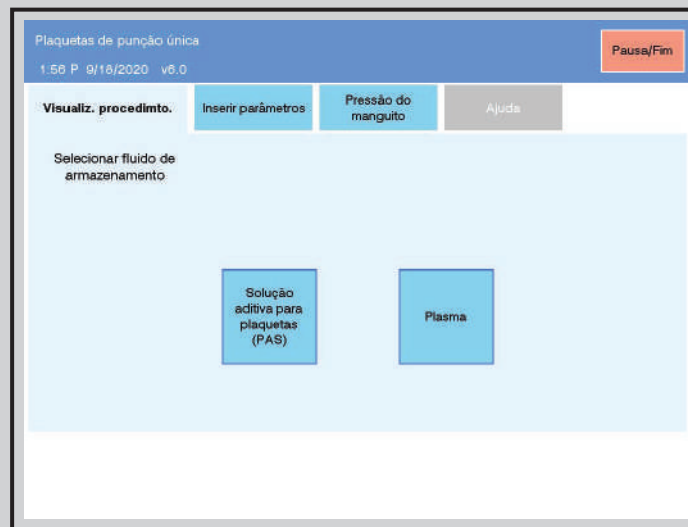 Plaquetas de punção única
Pausa/Fim
1:56 P 9/18/2020 v6.0
Visualiz. procedimto.
Inserir parâmetros
Pressão do
manguito
Ajuda
Selecionar fluido de
armazenamento
Solução
aditiva para
plaquetas
(PAS)
Plasma